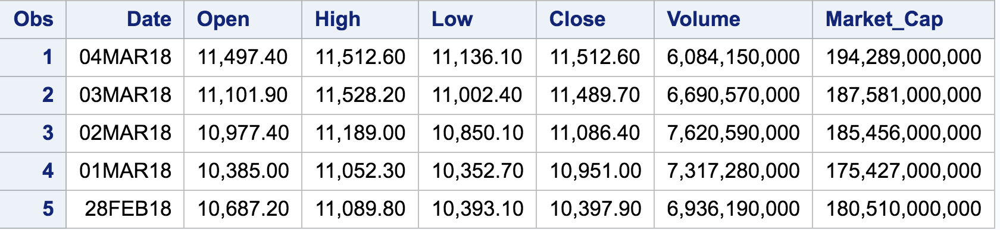 Obs Date Open High Low Close Volume Market_Cap
1 04MAR18 11,497.40 11,512.60 11,136.10 11,512.60 6,084,150,000 194,289,000,000
2 03MAR18 11,101.90 11,528.20 11,002.40 11,489.70 6,690,570,000 187,581,000,000
3 02MAR18 10,977.40 11,189.00 10,850.10 11,086.40 7,620,590,000 185,456,000,000
4 01MAR18 10,385.00 11,052.30 10,352.70 10,951.00 7,317,280,000 175,427,000,000
5 28FEB18 10,687.20 11,089.80 10,393.10 10,397.90 6,936,190,000 180,510,000,000